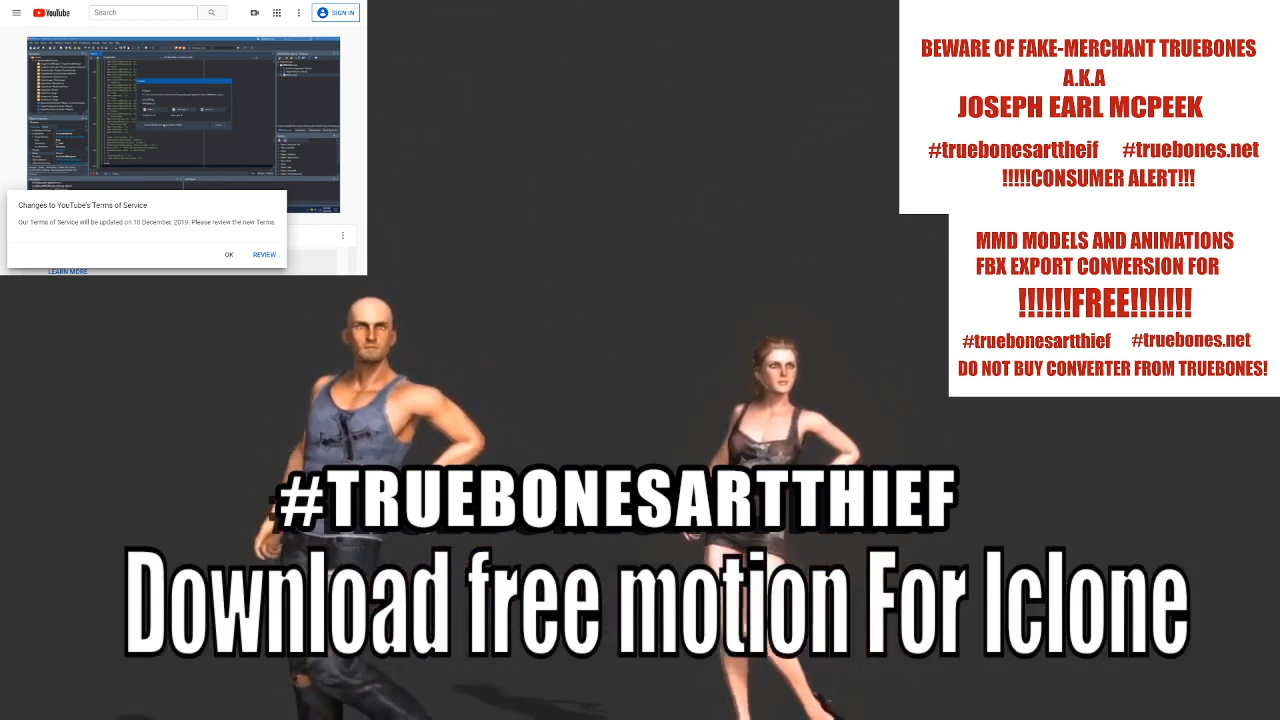 YouTube
Search
SIGN IN
Changes to YouTube's Terms of Service
Our Terms of Service will be updated on 10 December, 2019. Please review the new Terms.
OK
REVIEW
LEARN MORE
BEWARE OF FAKE-MERCHANT TRUEBONES
A.K.A
JOSEPH EARL MCPEEK
#truebonesarttheif #truebones.net
!!!!!CONSUMER ALERT!!!
MMD MODELS AND ANIMATIONS
FBX EXPORT CONVERSION FOR
!!!!!!FREE!!!!!!!
#truebonesartthief #truebones.net
DO NOT BUY CONVERTER FROM TRUEBONES!
#TRUEBONESARTTHIEF
Download free motion For Iclone